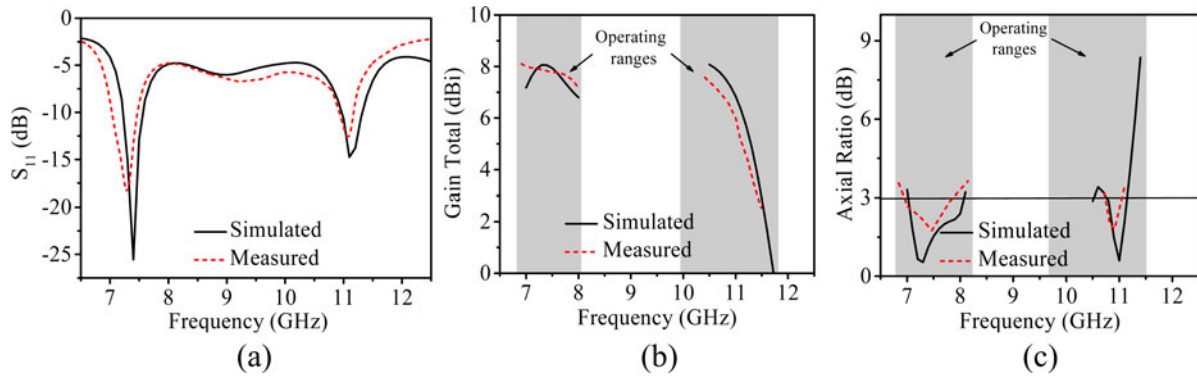 0
-5
-10
-15
-20
-25
S₁₁ (dB)
Simulated
Measured
7 8 9 10 11 12
Frequency (GHz)
(a)
10
8
6
4
2
0
Gain Total (dBi)
Operating
ranges
Simulated
Measured
7 8 9 10 11 12
Frequency (GHz)
(b)
9
6
3
0
Axial Ratio (dB)
Operating
ranges
Simulated
Measured
7 8 9 10 11 12
Frequency (GHz)
(c)